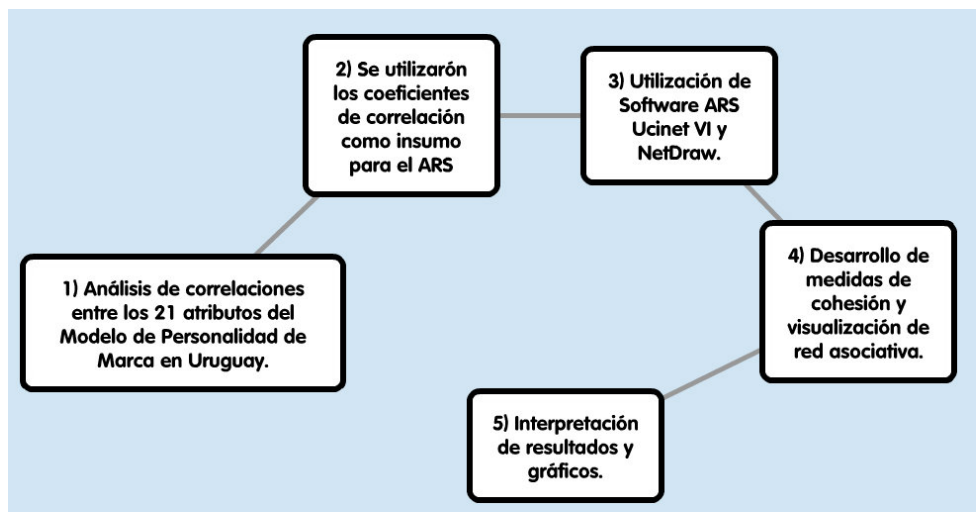 1) Análisis de correlaciones
entre los 21 atributos del
Modelo de Personalidad de
Marca en Uruguay.
2) Se utilizarón
los coeficientes
de correlación
como insumo
para el ARS
3) Utilización de
Software ARS
Ucinet VI y
NetDraw.
4) Desarrollo de
medidas de
cohesión y
visualización de
red asociativa.
5) Interpretación
de resultados y
gráficos.